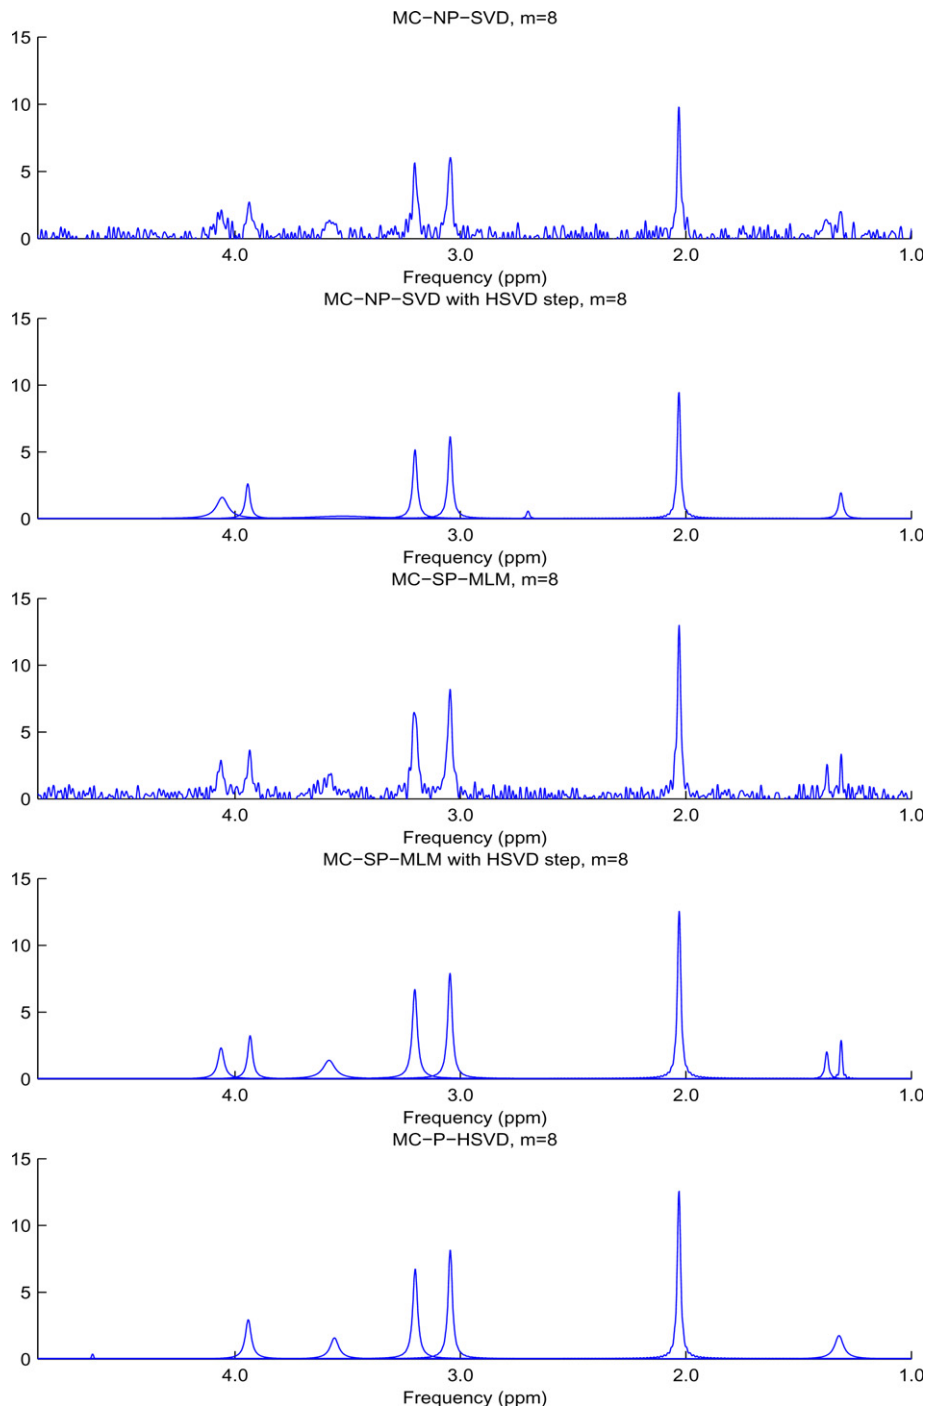 MC−NP−SVD, m=8
15
10
5
0
4.0 3.0 2.0 1.0
Frequency (ppm)
MC−NP−SVD with HSVD step, m=8
15
10
5
0
4.0 3.0 2.0 1.0
Frequency (ppm)
MC−SP−MLM, m=8
15
10
5
0
4.0 3.0 2.0 1.0
Frequency (ppm)
MC−SP−MLM with HSVD step, m=8
15
10
5
0
4.0 3.0 2.0 1.0
Frequency (ppm)
MC−P−HSVD, m=8
15
10
5
0
4.0 3.0 2.0 1.0
Frequency (ppm)